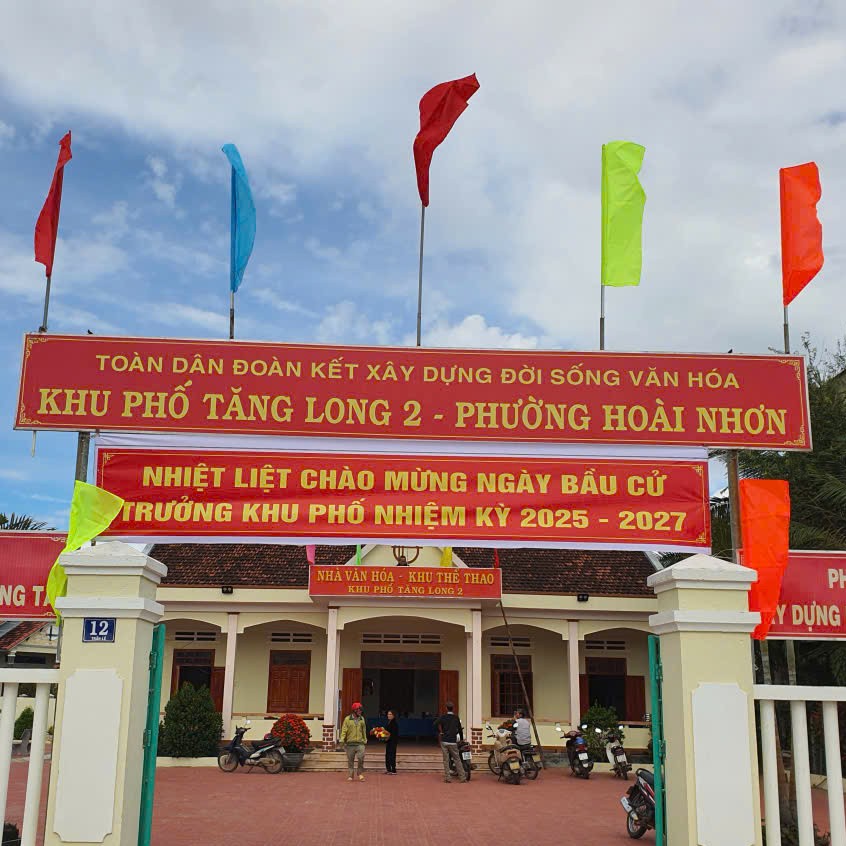 TOÀN DÂN ĐOÀN KẾT XÂY DỰNG ĐỜI SỐNG VĂN HÓA
KHU PHỐ TĂNG LONG 2 - PHƯỜNG HOÀI NHƠN
NHIỆT LIỆT CHÀO MỪNG NGÀY BẦU CỬ
TRƯỞNG KHU PHỐ NHIỆM KỲ 2025 - 2027
NHÀ VĂN HÓA - KHU THỂ THAO
KHU PHỐ TĂNG LONG 2
12